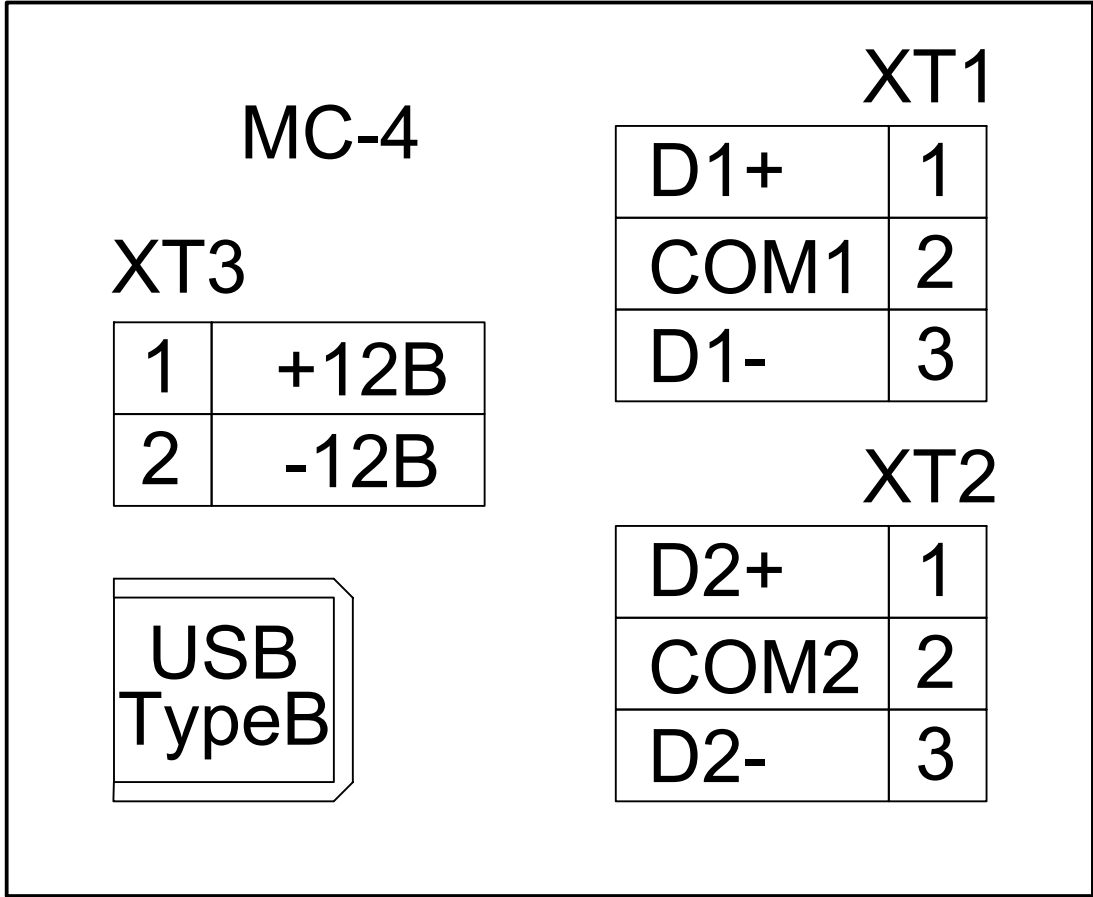 МС-4
XT3
1 +12В
2 -12В
USB
TypeB
XT1
D1+ 1
COM1 2
D1- 3
XT2
D2+ 1
COM2 2
D2- 3